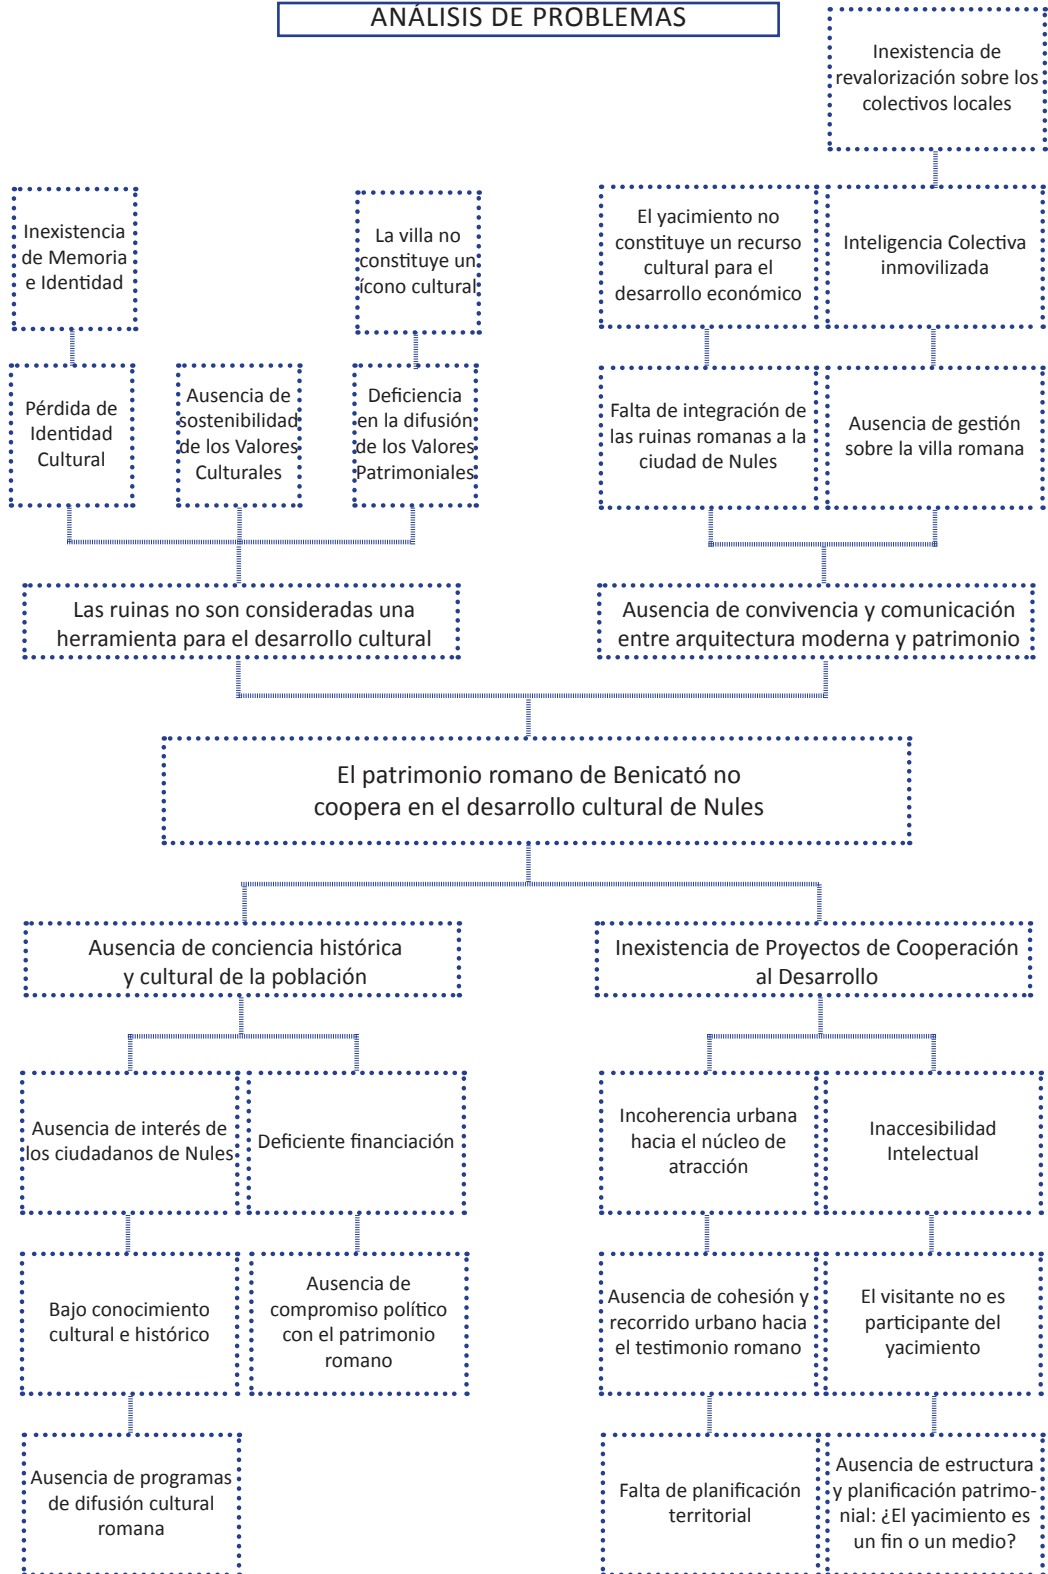 ANÁLISIS DE PROBLEMAS
Inexistencia de
revalorización sobre los
colectivos locales
Inexistencia
de Memoria
e Identidad
La villa no
constituye un
ícono cultural
El yacimiento no
constituye un recurso
cultural para el
desarrollo económico
Inteligencia Colectiva
inmovilizada
Pérdida de
Identidad
Cultural
Ausencia de
sostenibilidad
de los Valores
Culturales
Deficiencia
en la difusión
de los Valores
Patrimoniales
Falta de integración de
las ruinas romanas a la
ciudad de Nules
Ausencia de gestión
sobre la villa romana
Las ruinas no son consideradas una
herramienta para el desarrollo cultural
Ausencia de convivencia y comunicación
entre arquitectura moderna y patrimonio
El patrimonio romano de Benicató no
coopera en el desarrollo cultural de Nules
Ausencia de conciencia histórica
y cultural de la población
Inexistencia de Proyectos de Cooperación
al Desarrollo
Ausencia de interés de
los ciudadanos de Nules
Deficiente financiación
Incoherencia urbana
hacia el núcleo de
atracción
Inaccesibilidad
Intelectual
Bajo conocimiento
cultural e histórico
Ausencia de
compromiso político
con el patrimonio
romano
Ausencia de cohesión y
recorrido urbano hacia
el testimonio romano
El visitante no es
participante del
yacimiento
Ausencia de programas
de difusión cultural
romana
Falta de planificación
territorial
Ausencia de estructura
y planificación patrimo-
nial: ¿El yacimiento es
un fin o un medio?